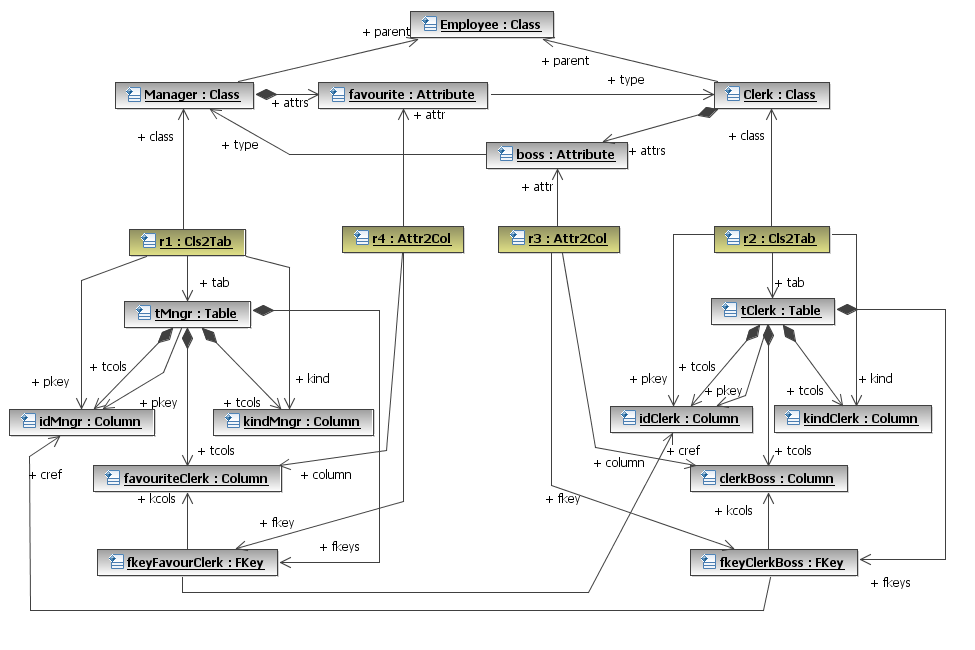 Employee : Class
+ parent
+ parent
+ type
Manager : Class
+ attrs
favourite : Attribute
Clerk : Class
+ attr
+ class
+ type
boss : Attribute
+ attrs
+ class
+ attr
r1 : Cls2Tab
r4 : Attr2Col
r3 : Attr2Col
r2 : Cls2Tab
+ tab
+ tab
tMngr : Table
tClerk : Table
+ tcols
+ tcols
+ pkey
+ kind
+ pkey
+ kind
+ pkey
+ tcols
+ pkey
+ tcols
idMngr : Column
kindMngr : Column
idClerk : Column
kindClerk : Column
+ tcols
+ cref
+ tcols
+ cref
+ column
+ column
favouriteClerk : Column
clerkBoss : Column
+ kcols
+ fkey
+ kcols
+ fkey
+ fkeys
fkeyFavourClerk : FKey
fkeyClerkBoss : FKey
+ fkeys